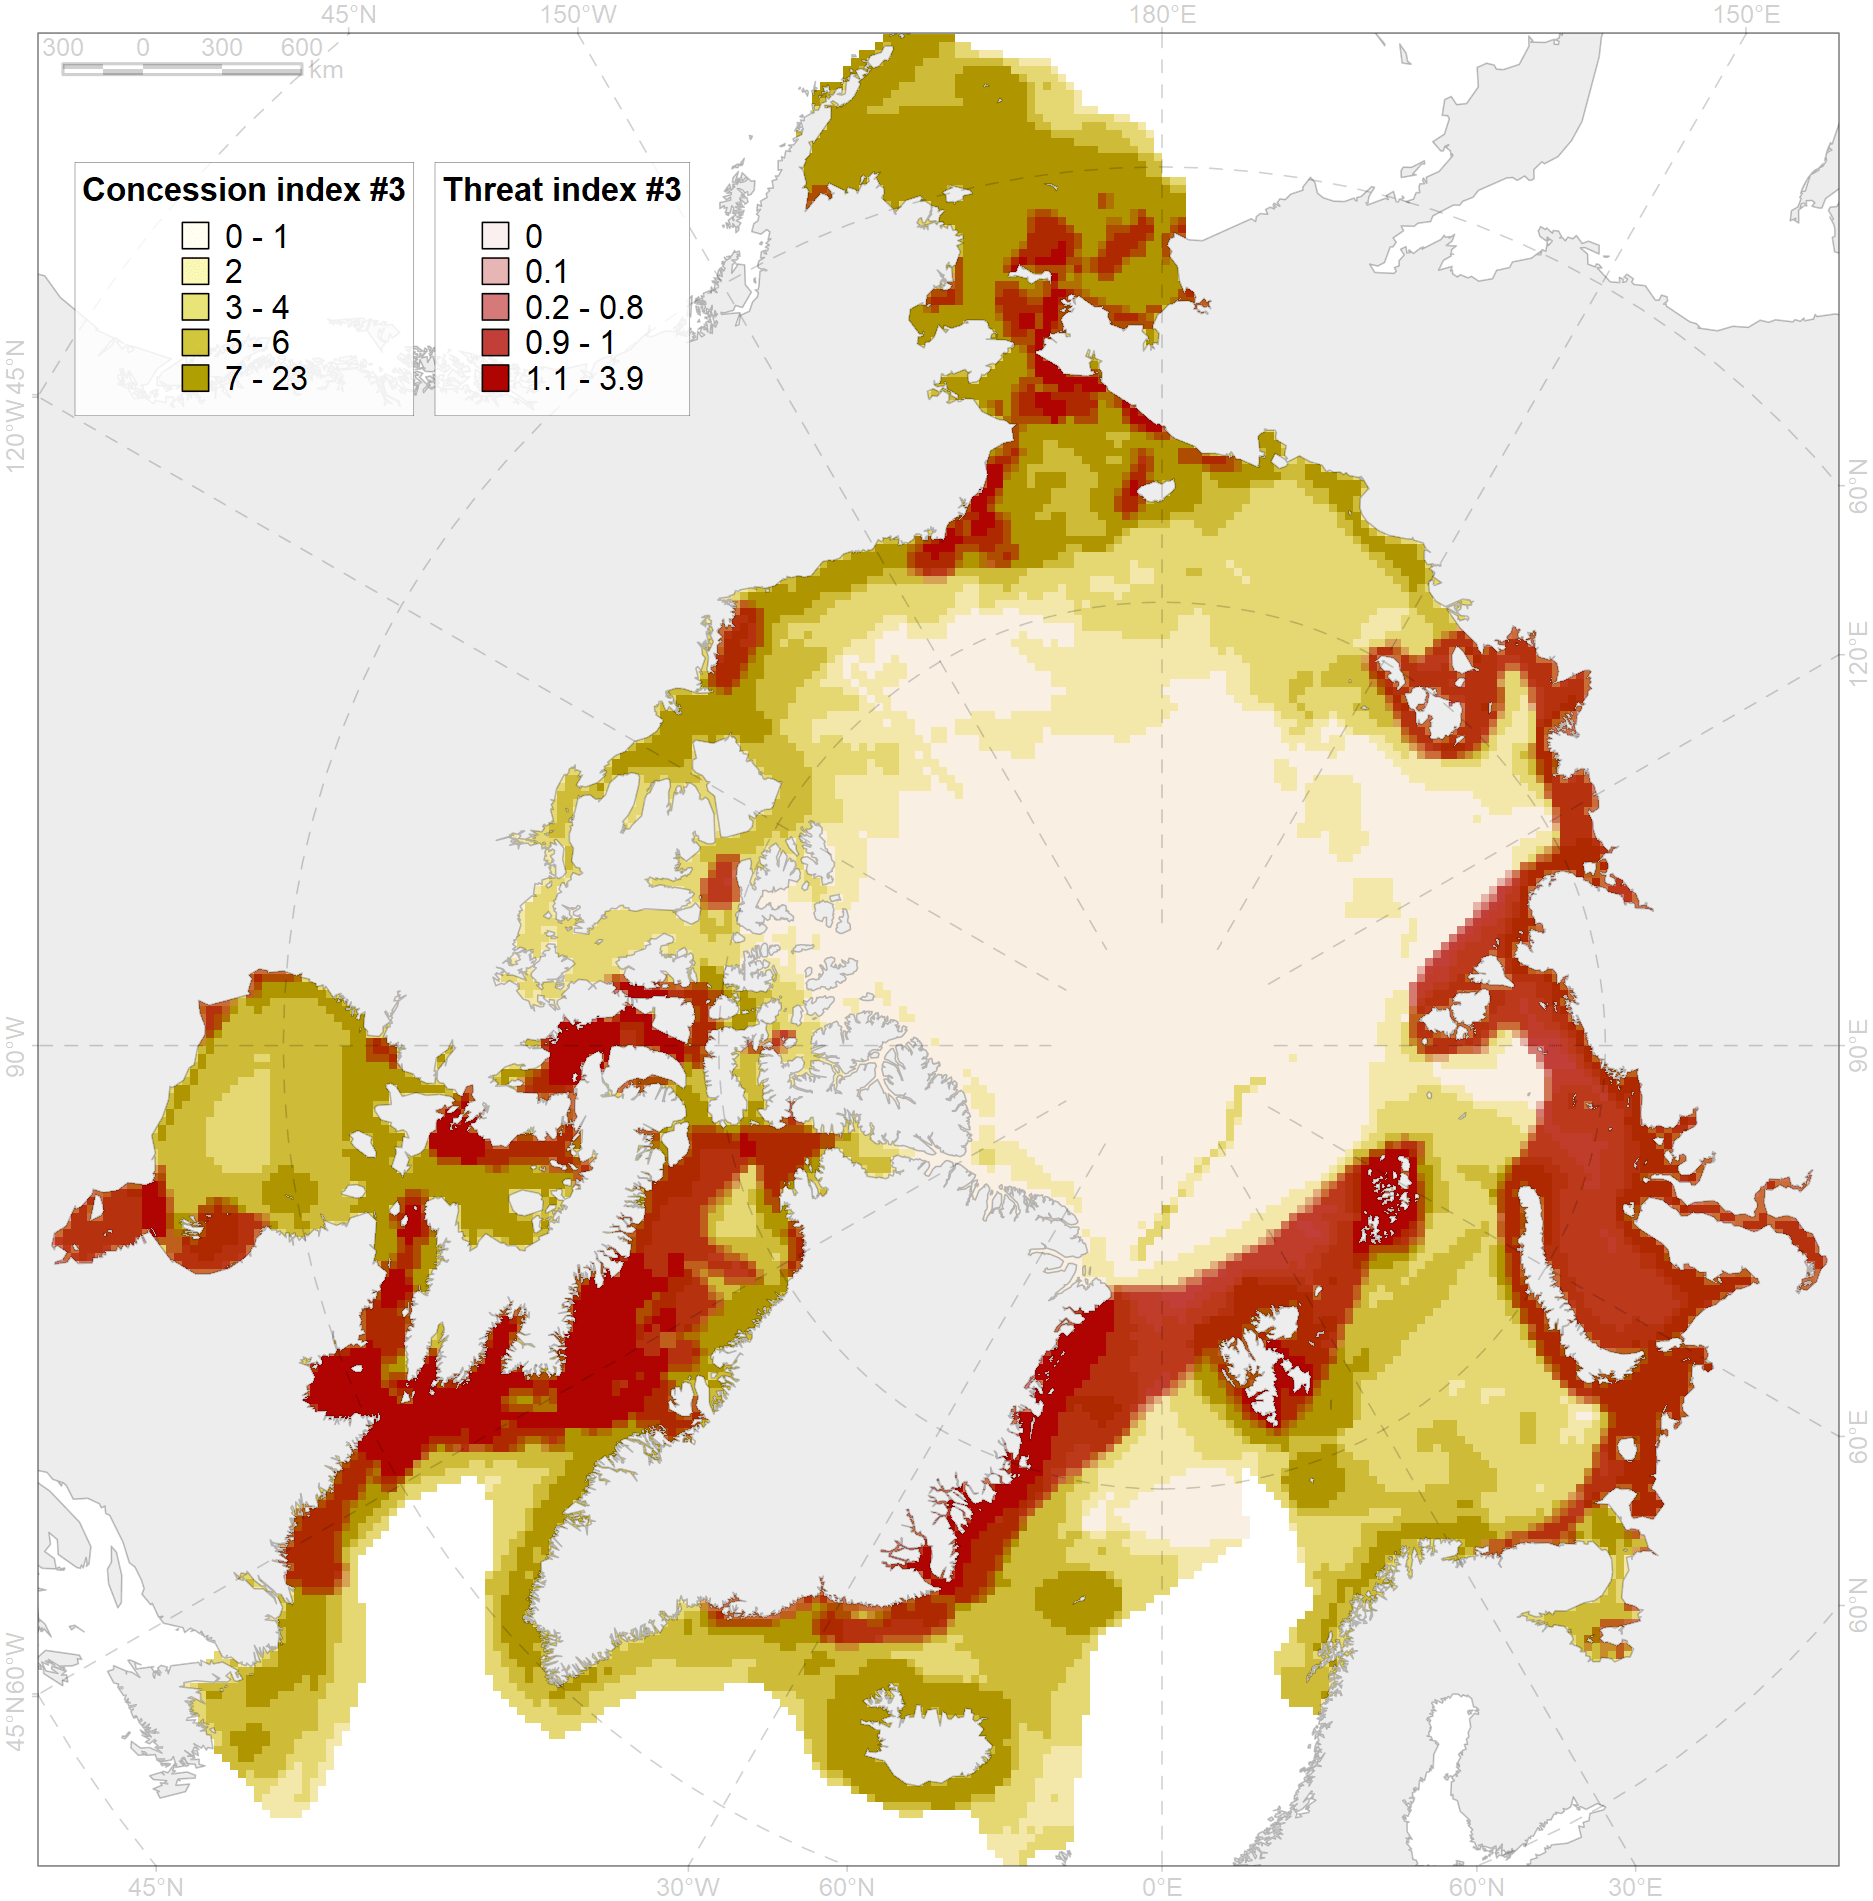 45°N 150°W 180°E 150°E
300 0 300 600
km
Concession index #3
0 - 1
2
3 - 4
5 - 6
7 - 23
Threat index #3
0
0.1
0.2 - 0.8
0.9 - 1
1.1 - 3.9
45°N
120°W
90°W
60°W
45°N
60°N
120°E
90°E
60°E
60°N
45°N 30°W 60°N 0°E 60°N 30°E